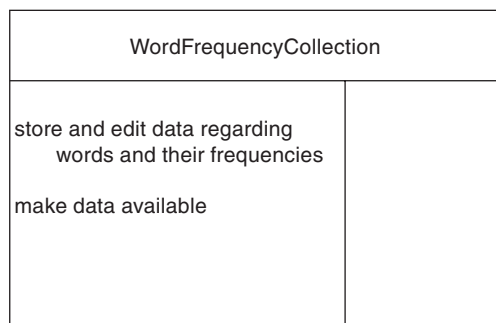 WordFrequencyCollection
store and edit data regarding
words and their frequencies
make data available